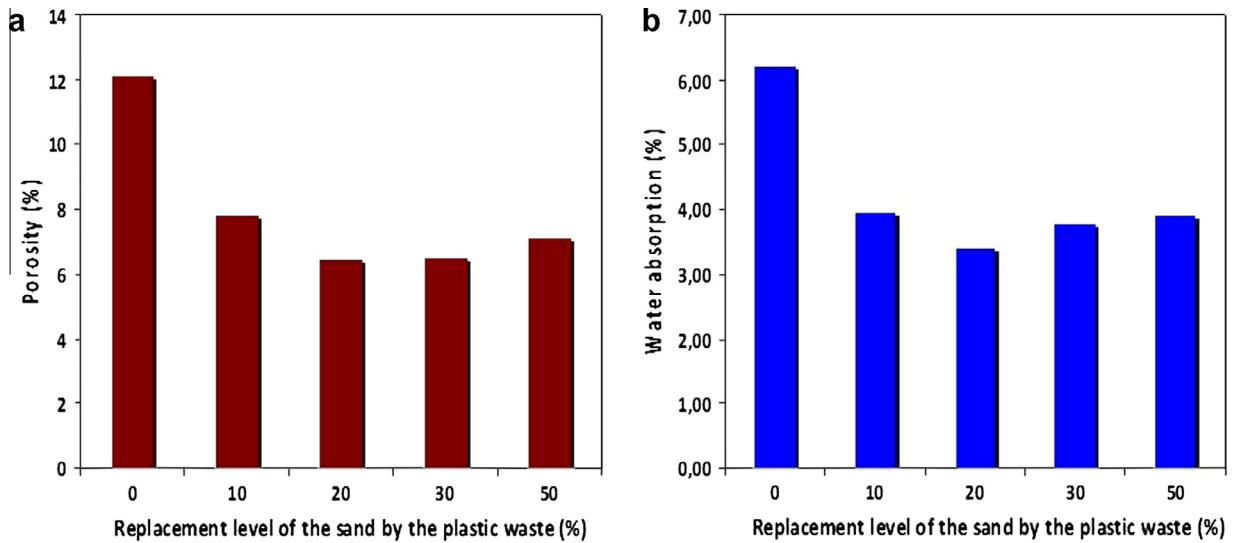 a
14
12
10
8
6
4
2
0
Porosity (%)
0 10 20 30 50
Replacement level of the sand by the plastic waste (%)
b
7,00
6,00
5,00
4,00
3,00
2,00
1,00
0,00
Water absorption (%)
0 10 20 30 50
Replacement level of the sand by the plastic waste (%)